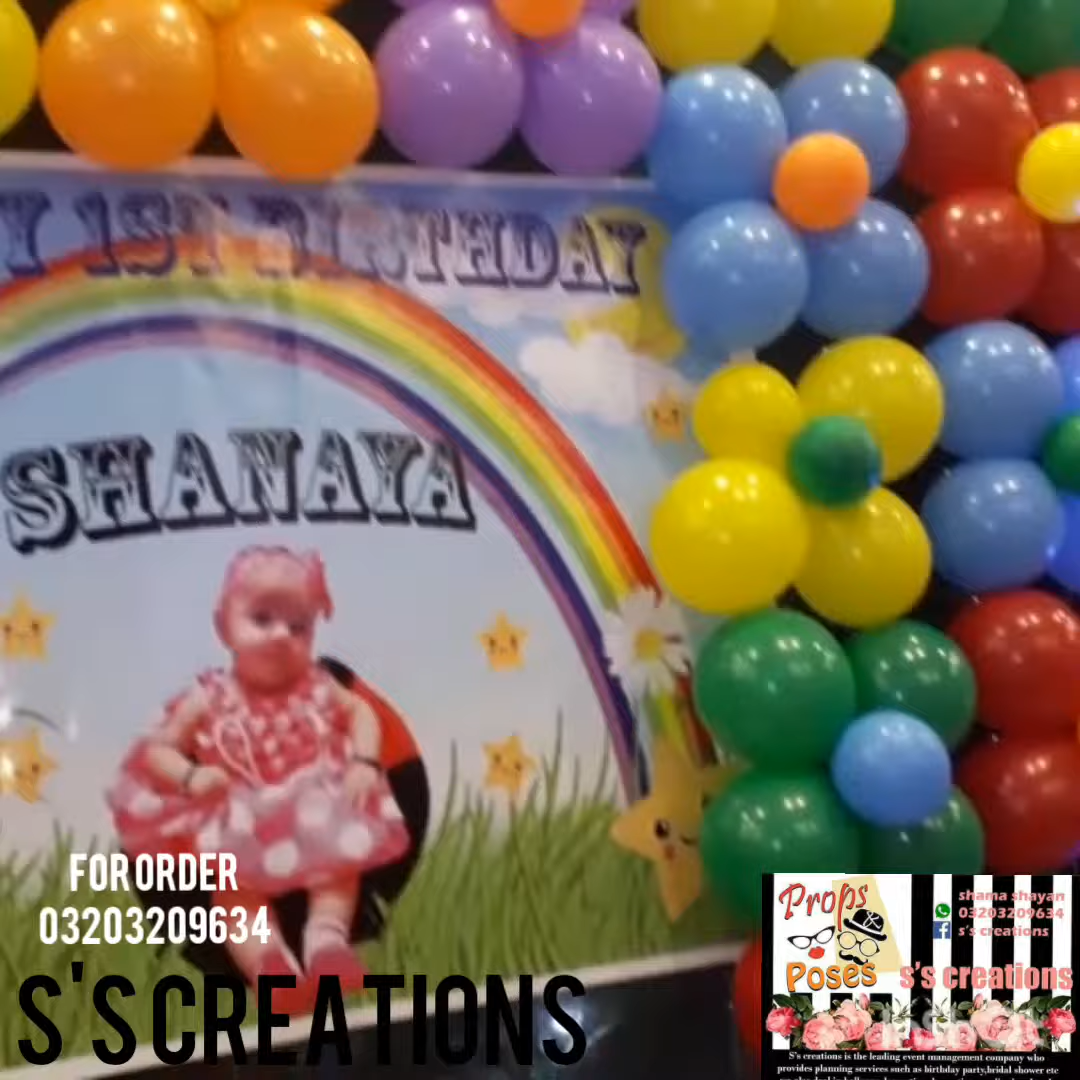 Y 1ST BIRTHDAY
SHANAYA
FOR ORDER
03203209634
S'S CREATIONS
Props
&
Poses
shama shayan
03203209634
s's creations
s's creations
S's creations is the leading event management company who
provides planning services such as birthday party,bridal shower etc